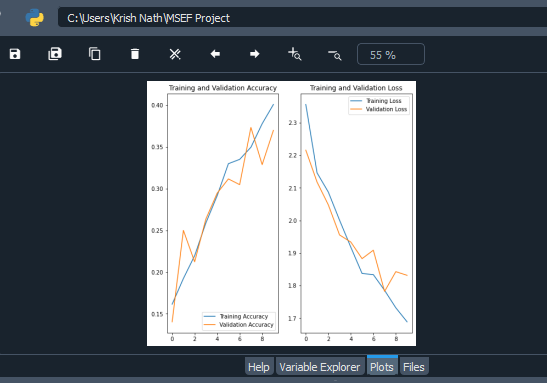 C:\Users\Krish Nath\MSEF Project
55 %
Training and Validation Accuracy
0.40
0.35
0.30
0.25
0.20
0.15
0 2 4 6 8
Training Accuracy
Validation Accuracy
Training and Validation Loss
Training Loss
Validation Loss
2.3
2.2
2.1
2.0
1.9
1.8
1.7
0 2 4 6 8
Help Variable Explorer Plots Files